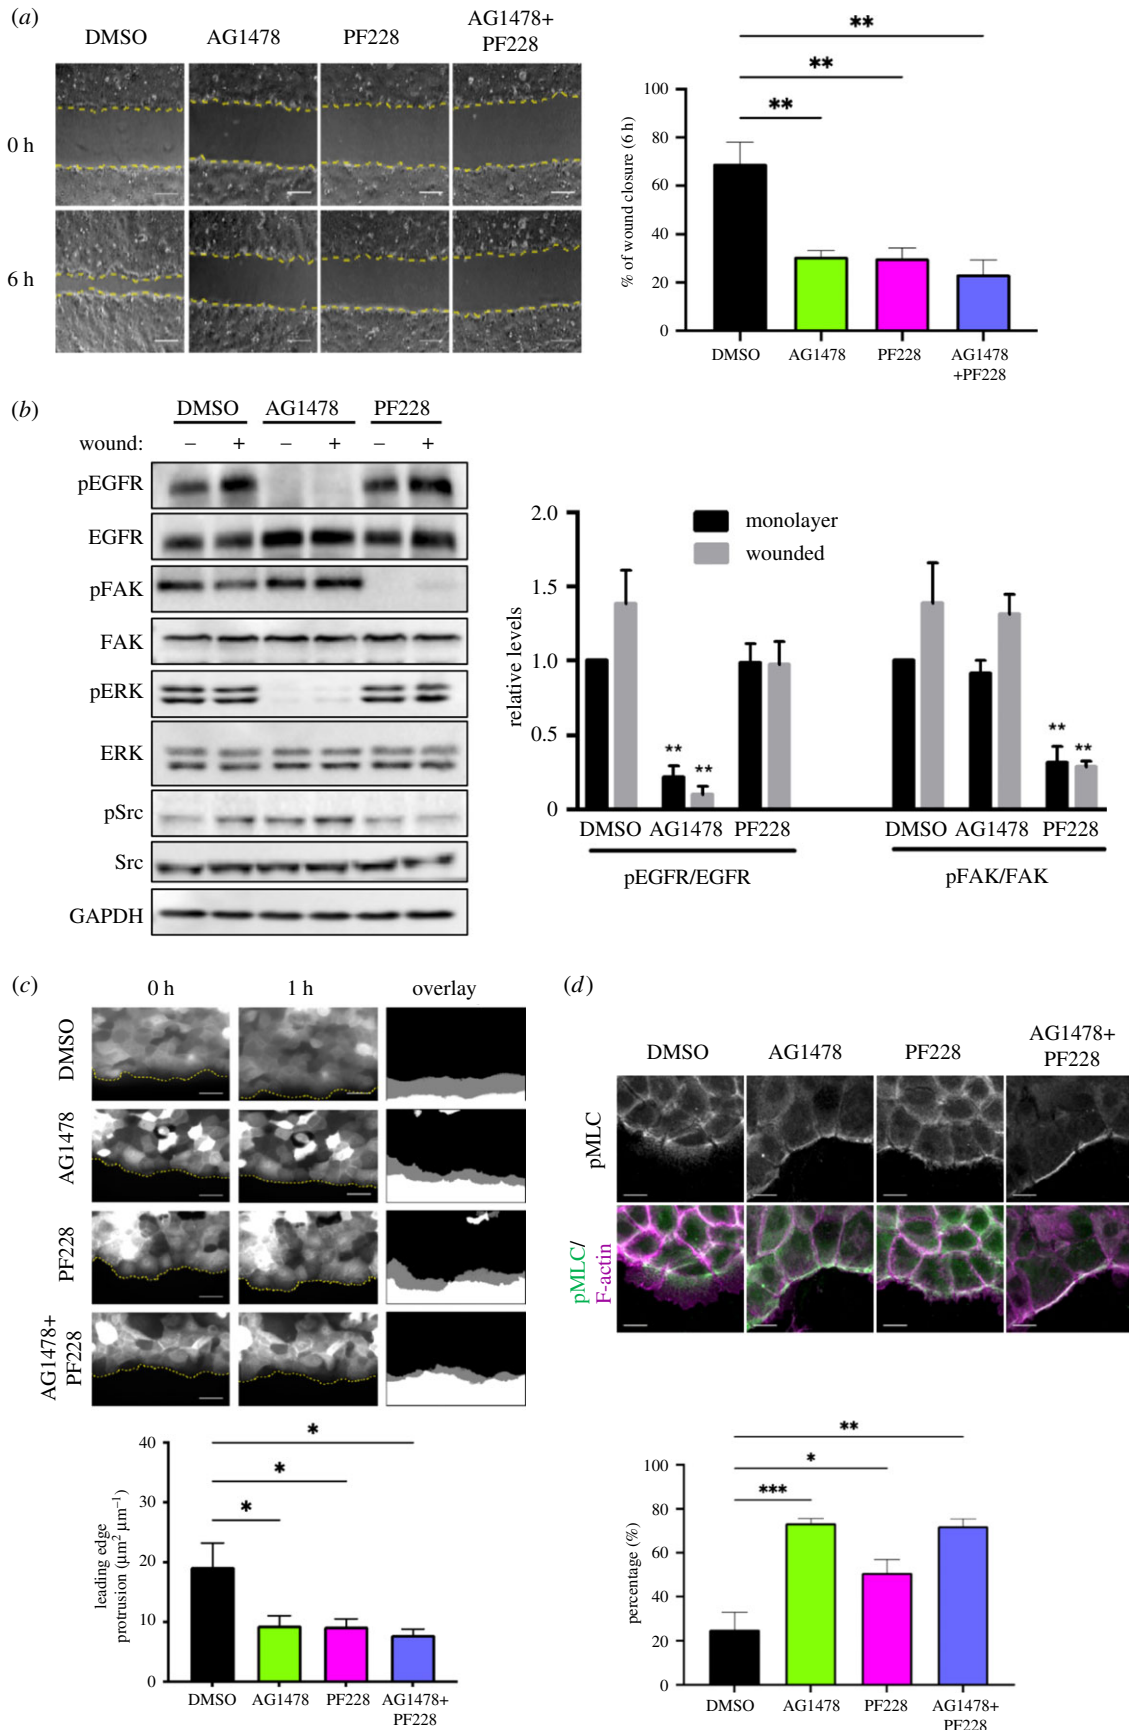 (a)
DMSO
AG1478
PF228
AG1478+
PF228
0 h
6 h
**
**
**
% of wound closure (6 h)
100
80
60
40
20
0
DMSO
AG1478
PF228
AG1478
+PF228
(b)
DMSO AG1478 PF228
wound: – + – + – +
pEGFR
EGFR
pFAK
FAK
pERK
ERK
pSrc
Src
GAPDH
relative levels
2.0
1.5
1.0
0.5
0
monolayer
wounded
**
**
**
**
DMSO AG1478 PF228
pEGFR/EGFR
DMSO AG1478 PF228
pFAK/FAK
(c)
0 h
1 h
overlay
DMSO
AG1478
PF228
AG1478+
PF228
leading edge
protrusion (µm² µm⁻¹)
40
30
20
10
0
*
*
*
DMSO
AG1478
PF228
AG1478+
PF228
(d)
DMSO
AG1478
PF228
AG1478+
PF228
pMLC
pMLC/
F-actin
percentage (%)
100
80
60
40
20
0
**
*
***
DMSO
AG1478
PF228
AG1478+
PF228